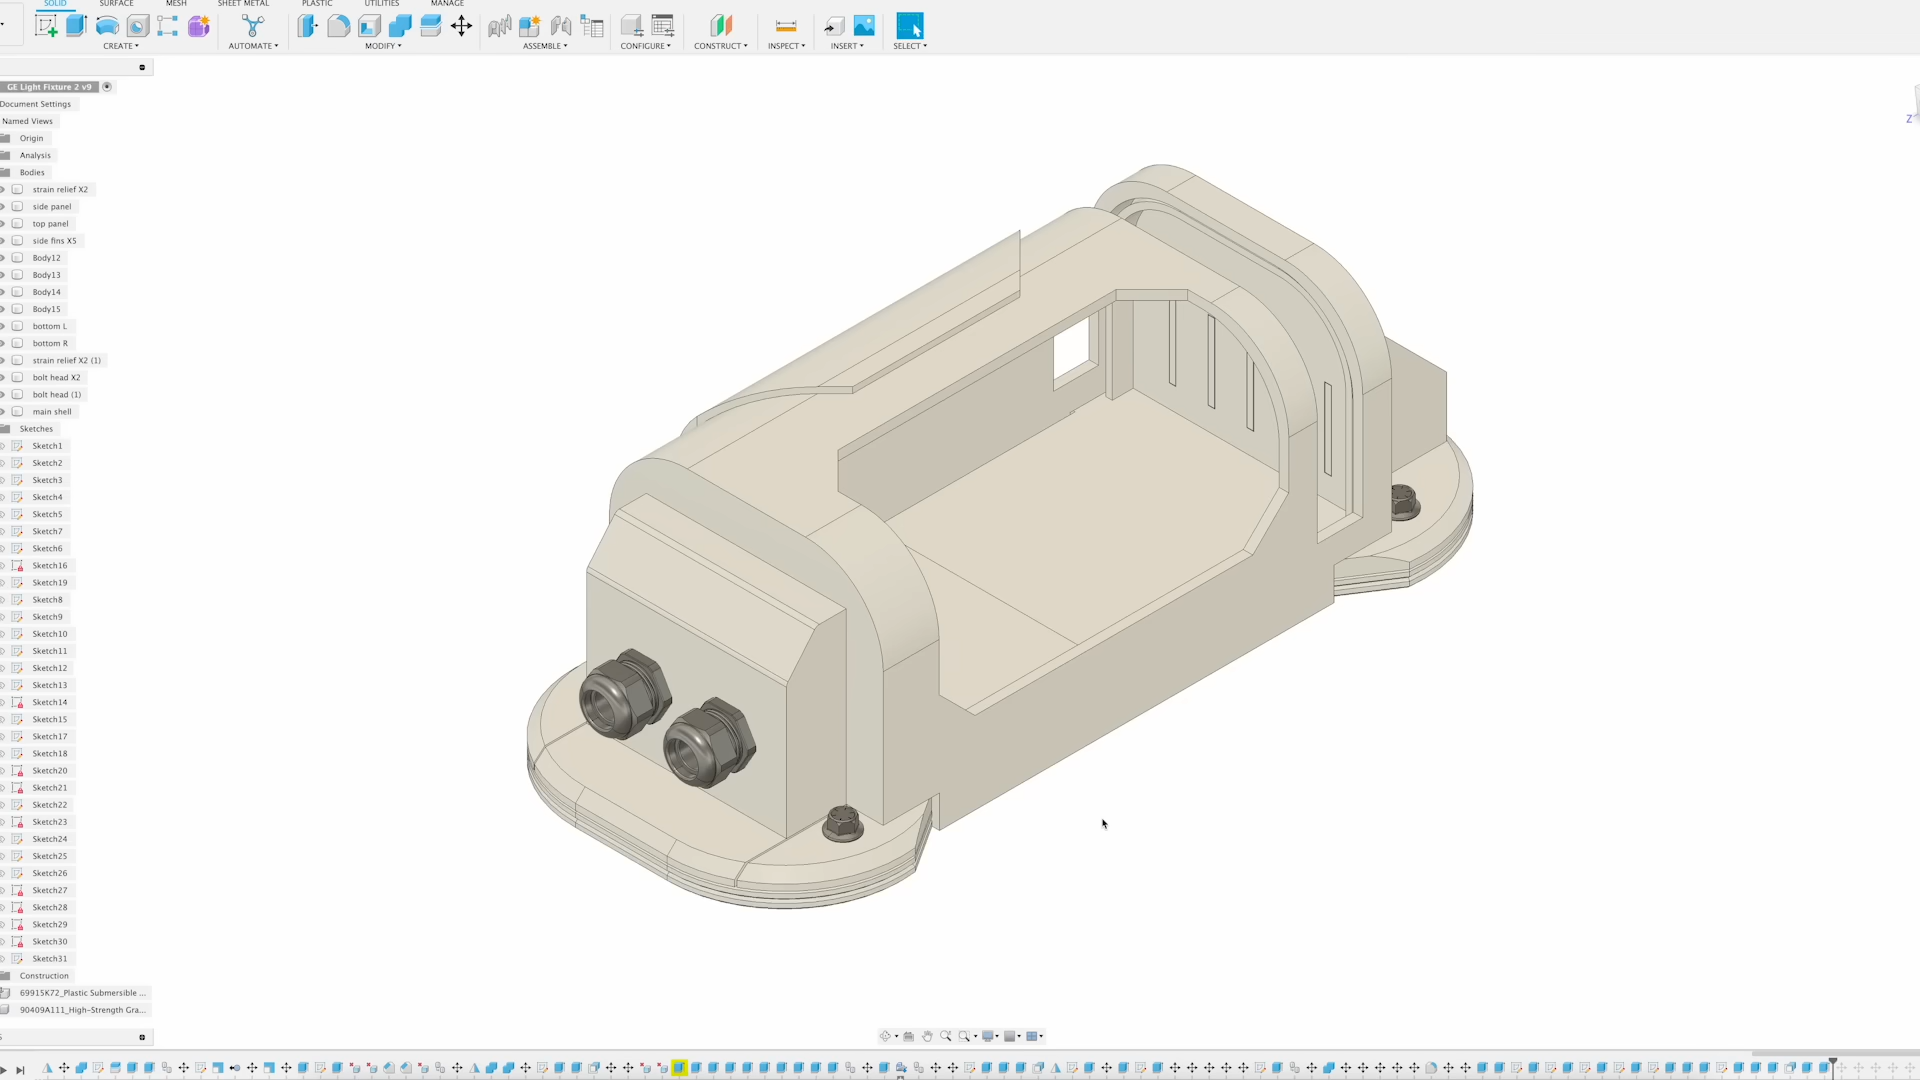 SOLID SURFACE MESH SHEET METAL PLASTIC UTILITIES MANAGE
CREATE AUTOMATE MODIFY ASSEMBLE CONFIGURE CONSTRUCT INSPECT INSERT SELECT
GE Light Fixture 2 v9
Document Settings
Named Views
Origin
Analysis
Bodies
strain relief X2
side panel
top panel
side fins X5
Body12
Body13
Body14
Body15
bottom L
bottom R
strain relief X2 (1)
bolt head X2
bolt head (1)
main shell
Sketches
Sketch1
Sketch2
Sketch3
Sketch4
Sketch5
Sketch7
Sketch6
Sketch16
Sketch19
Sketch8
Sketch9
Sketch10
Sketch11
Sketch12
Sketch13
Sketch14
Sketch15
Sketch17
Sketch18
Sketch20
Sketch21
Sketch22
Sketch23
Sketch24
Sketch25
Sketch26
Sketch27
Sketch28
Sketch29
Sketch30
Sketch31
Construction
69915K72_Plastic Submersible ...
90409A111_High-Strength Gra...
Z